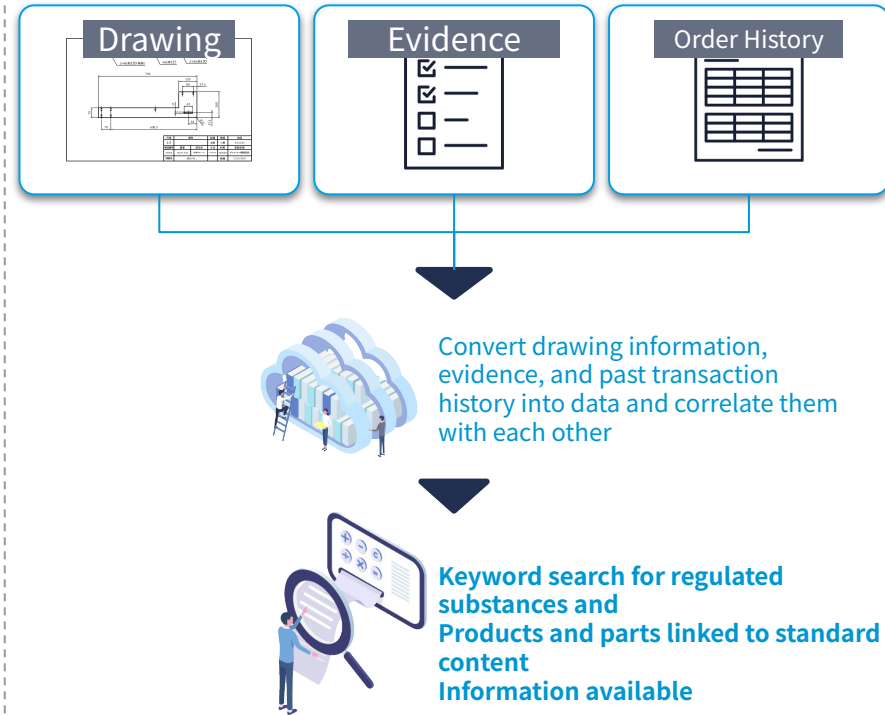 Drawing
Evidence
Order History
Convert drawing information,
evidence, and past transaction
history into data and correlate them
with each other
Keyword search for regulated
substances and
Products and parts linked to standard
content
Information available